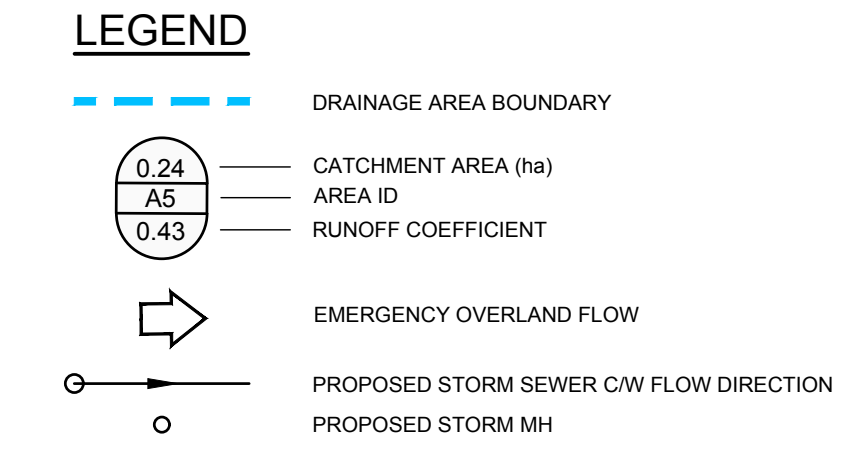 LEGEND
DRAINAGE AREA BOUNDARY
0.24 CATCHMENT AREA (ha)
A5 AREA ID
0.43 RUNOFF COEFFICIENT
EMERGENCY OVERLAND FLOW
PROPOSED STORM SEWER C/W FLOW DIRECTION
PROPOSED STORM MH